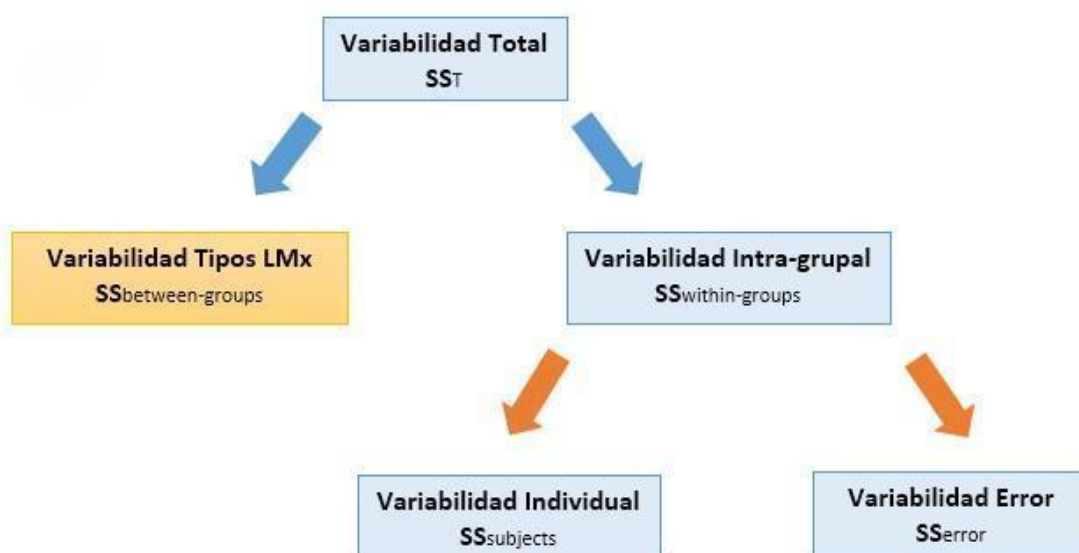 Variabilidad Total
SST
Variabilidad Tipos LMx
SSbetween-groups
Variabilidad Intra-grupal
SSwithin-groups
Variabilidad Individual
SSsubjects
Variabilidad Error
SSerror